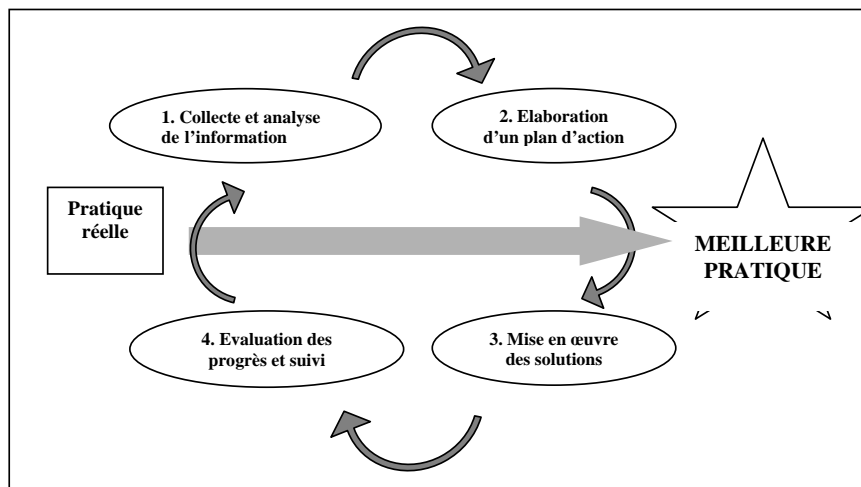 1. Collecte et analyse
de l’information
2. Elaboration
d’un plan d’action
Pratique
réelle
MEILLEURE
PRATIQUE
4. Evaluation des
progrès et suivi
3. Mise en œuvre
des solutions